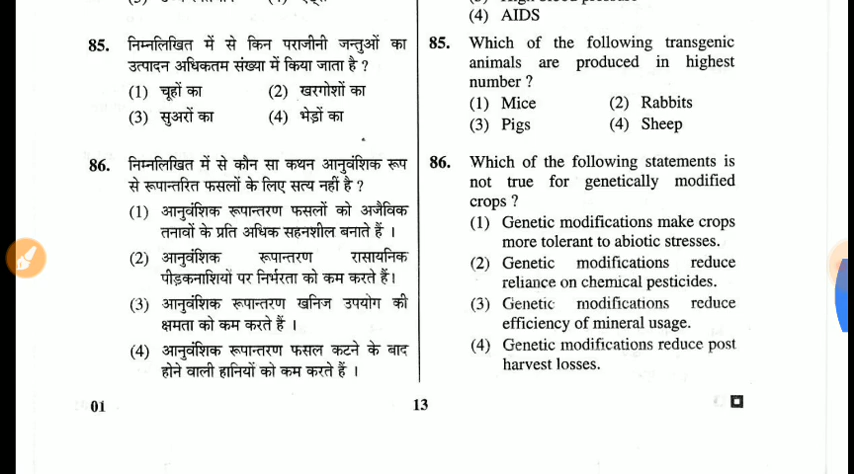 (4) AIDS
85. निम्नलिखित में से किन पराजीनी जन्तुओं का
उत्पादन अधिकतम संख्या में किया जाता है ?
(1) चूहों का (2) खरगोशों का
(3) सुअरों का (4) भेड़ों का
86. निम्नलिखित में से कौन सा कथन आनुवंशिक रूप
से रूपान्तरित फसलों के लिए सत्य नहीं है ?
(1) आनुवंशिक रूपान्तरण फसलों को अजैविक
तनावों के प्रति अधिक सहनशील बनाते हैं ।
(2) आनुवंशिक रूपान्तरण रासायनिक
पीड़कनाशियों पर निर्भरता को कम करते हैं।
(3) आनुवंशिक रूपान्तरण खनिज उपयोग की
क्षमता को कम करते हैं ।
(4) आनुवंशिक रूपान्तरण फसल कटने के बाद
होने वाली हानियों को कम करते हैं ।
85. Which of the following transgenic
animals are produced in highest
number ?
(1) Mice (2) Rabbits
(3) Pigs (4) Sheep
86. Which of the following statements is
not true for genetically modified
crops ?
(1) Genetic modifications make crops
more tolerant to abiotic stresses.
(2) Genetic modifications reduce
reliance on chemical pesticides.
(3) Genetic modifications reduce
efficiency of mineral usage.
(4) Genetic modifications reduce post
harvest losses.
01 13